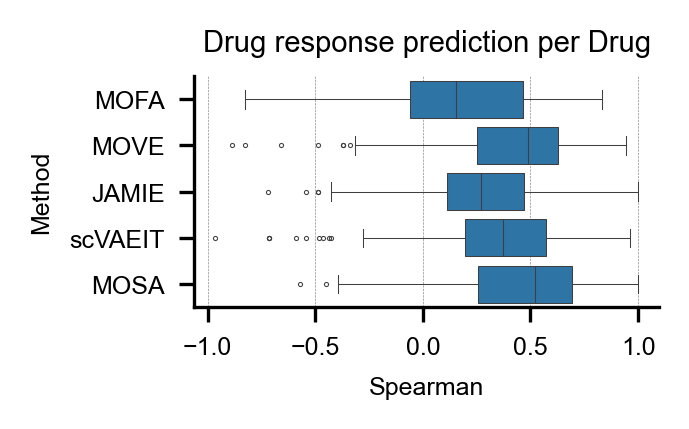 Drug response prediction per Drug
MOFA
MOVE
JAMIE
scVAEIT
MOSA
Method
−1.0 −0.5 0.0 0.5 1.0
Spearman